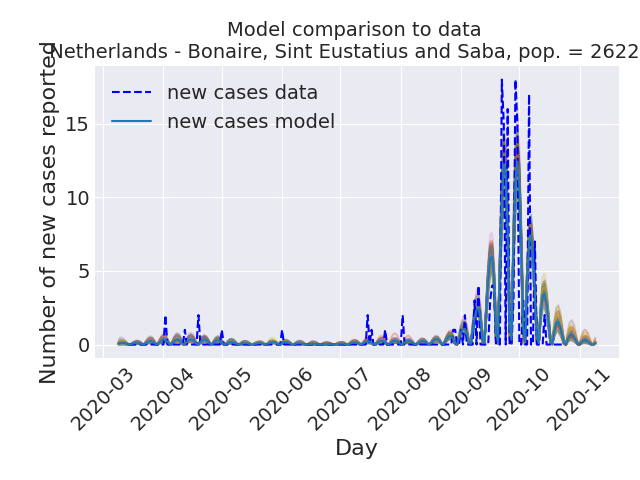 Model comparison to data
Netherlands - Bonaire, Sint Eustatius and Saba, pop. = 2622
new cases data
new cases model
Number of new cases reported
15
10
5
0
2020-03
2020-04
2020-05
2020-06
2020-07
2020-08
2020-09
2020-10
2020-11
Day